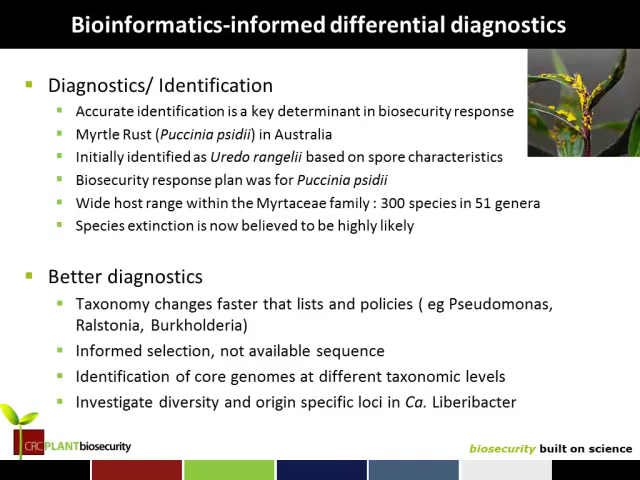 Bioinformatics-informed differential diagnostics
Diagnostics/ Identification
Accurate identification is a key determinant in biosecurity response
Myrtle Rust (Puccinia psidii) in Australia
Initially identified as Uredo rangelii based on spore characteristics
Biosecurity response plan was for Puccinia psidii
Wide host range within the Myrtaceae family : 300 species in 51 genera
Species extinction is now believed to be highly likely
Better diagnostics
Taxonomy changes faster that lists and policies ( eg Pseudomonas,
Ralstonia, Burkholderia)
Informed selection, not available sequence
Identification of core genomes at different taxonomic levels
Investigate diversity and origin specific loci in Ca. Liberibacter
CRCPLANTbiosecurity
biosecurity built on science